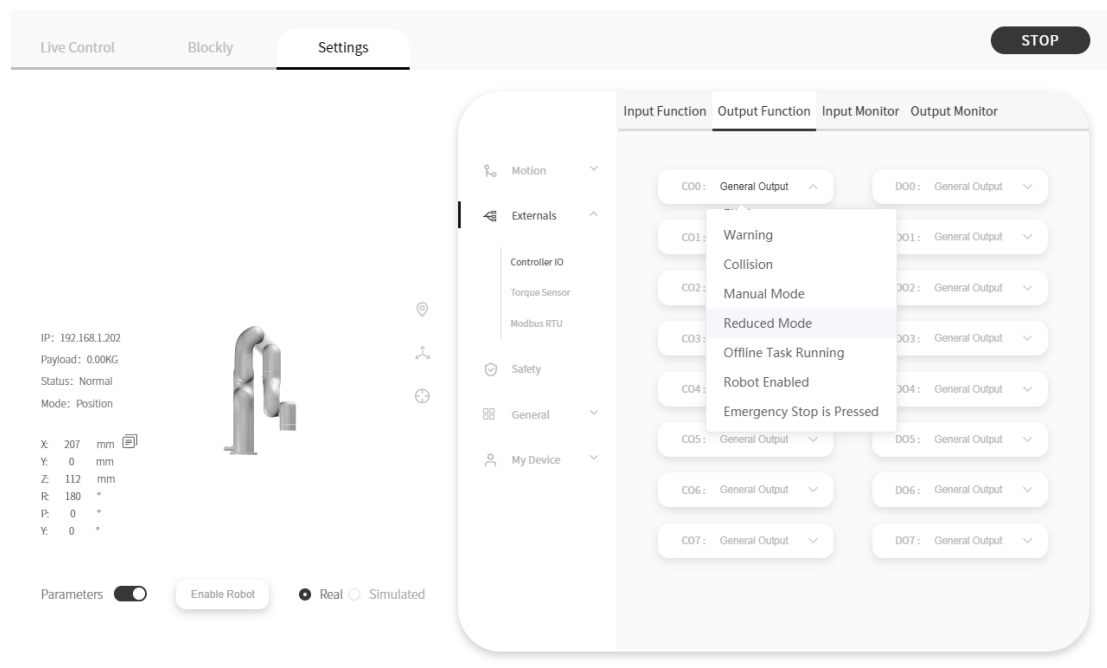 Live Control Blockly Settings STOP
Input Function Output Function Input Monitor Output Monitor
Motion
Externals
Controller IO
Torque Sensor
Modbus RTU
Safety
General
My Device
CO0: General Output DO0: General Output
CO1: DO1: General Output
CO2: DO2: General Output
CO3: DO3: General Output
CO4: DO4: General Output
CO5: General Output DO5: General Output
CO6: General Output DO6: General Output
CO7: General Output DO7: General Output
Warning
Collision
Manual Mode
Reduced Mode
Offline Task Running
Robot Enabled
Emergency Stop is Pressed
IP: 192.168.1.202
Payload: 0.00KG
Status: Normal
Mode: Position
X: 207 mm
Y: 0 mm
Z: 112 mm
R: 180 °
P: 0 °
Y: 0 °
Parameters Enable Robot Real Simulated